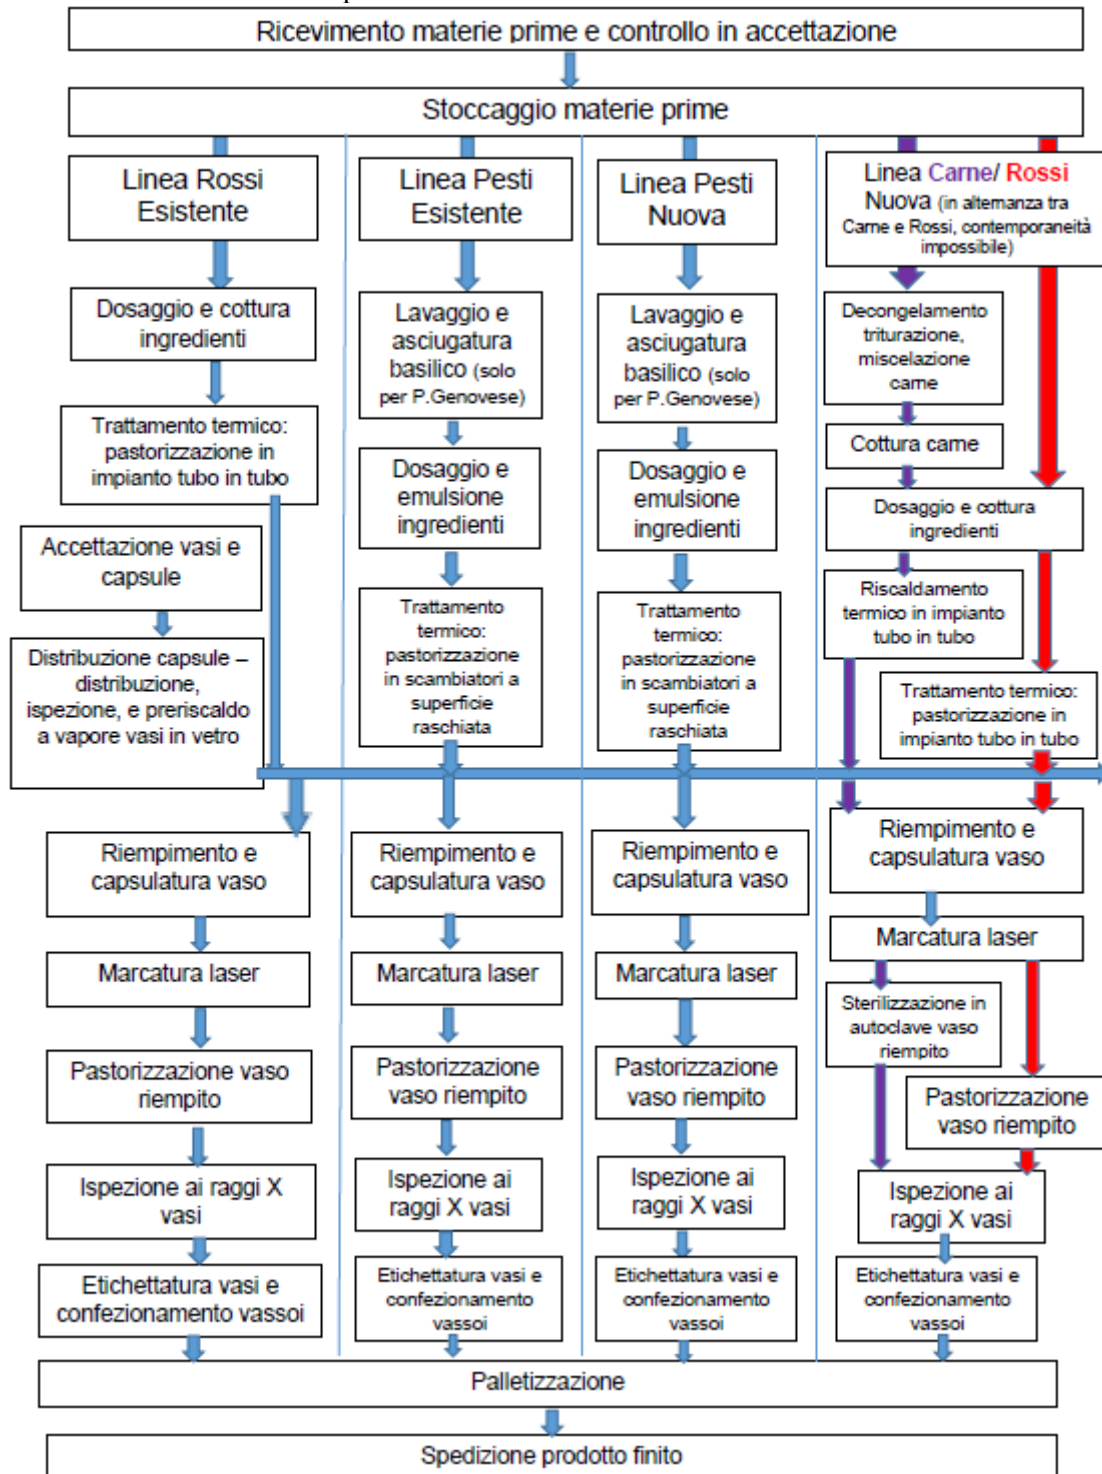 Ricevimento materie prime e controllo in accettazione
Stoccaggio materie prime
Linea Rossi
Esistente
Dosaggio e cottura
ingredienti
Trattamento termico:
pastorizzazione in
impianto tubo in tubo
Accettazione vasi e
capsule
Distribuzione capsule –
distribuzione,
ispezione, e preriscaldo
a vapore vasi in vetro
Riempimento e
capsulatura vaso
Marcatura laser
Pastorizzazione vaso
riempito
Ispezione ai raggi X
vasi
Etichettatura vasi e
confezionamento vassoi
Linea Pesti
Esistente
Lavaggio e
asciugatura
basilico (solo
per P.Genovese)
Dosaggio e
emulsione
ingredienti
Trattamento
termico:
pastorizzazione
in scambiatori a
superficie
raschiata
Riempimento e
capsulatura vaso
Marcatura laser
Pastorizzazione
vaso riempito
Ispezione ai
raggi X vasi
Etichettatura vasi e
confezionamento
vassoi
Linea Pesti
Nuova
Lavaggio e
asciugatura
basilico (solo
per P.Genovese)
Dosaggio e
emulsione
ingredienti
Trattamento
termico:
pastorizzazione
in scambiatori a
superficie
raschiata
Riempimento e
capsulatura vaso
Marcatura laser
Pastorizzazione
vaso riempito
Ispezione ai
raggi X vasi
Etichettatura vasi e
confezionamento
vassoi
Linea Carne/ Rossi
Nuova (in alternanza tra
Carne e Rossi, contemporaneità
impossibile)
Decongelamento
triturazione,
miscelazione
carne
Cottura carne
Dosaggio e cottura
ingredienti
Riscaldamento
termico in impianto
tubo in tubo
Trattamento termico:
pastorizzazione in
impianto tubo in tubo
Riempimento e
capsulatura vaso
Marcatura laser
Sterilizzazione in
autoclave vaso
riempito
Pastorizzazione
vaso riempito
Ispezione ai
raggi X vasi
Etichettatura vasi e
confezionamento
vassoi
Palletizzazione
Spedizione prodotto finito